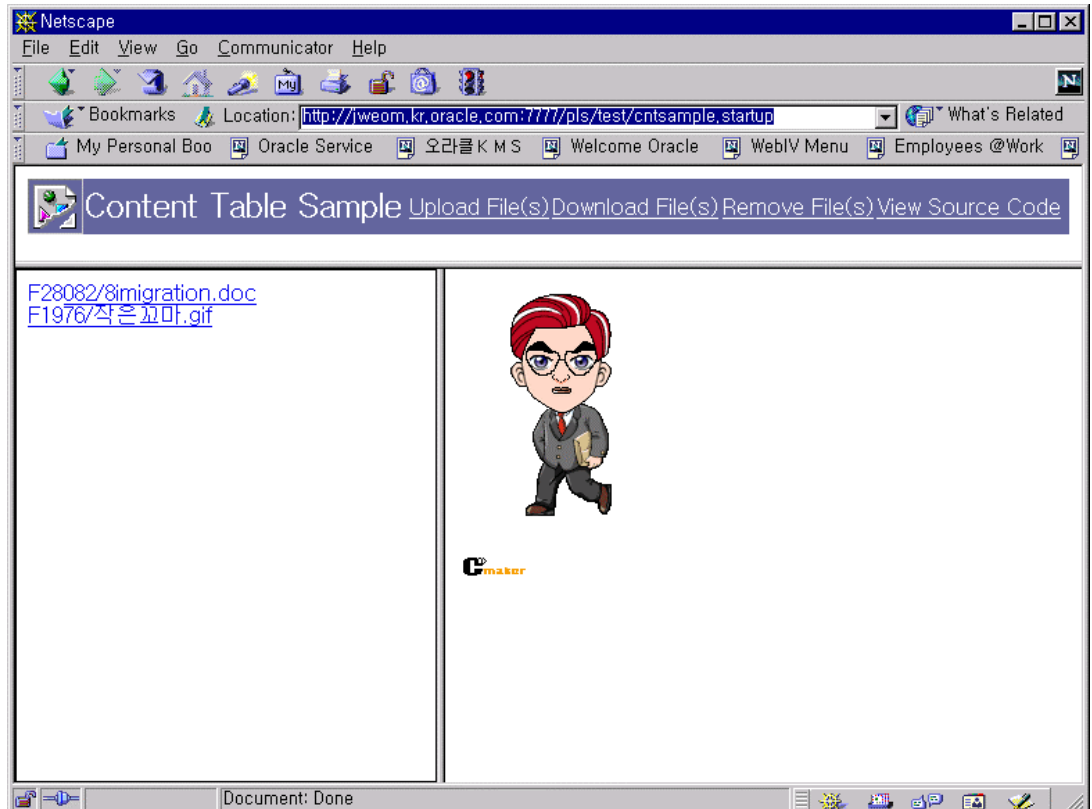 Netscape
File Edit View Go Communicator Help
My
N
Bookmarks Location: http://jweom.kr.oracle.com:7777/pls/test/cntsample.startup What's Related
My Personal Boo Oracle Service 오라클 K M S Welcome Oracle WebIV Menu Employees @Work
Content Table Sample Upload File(s) Download File(s) Remove File(s) View Source Code
F28082/8imigration.doc
F1976/작은꼬마.gif
maker
Document: Done